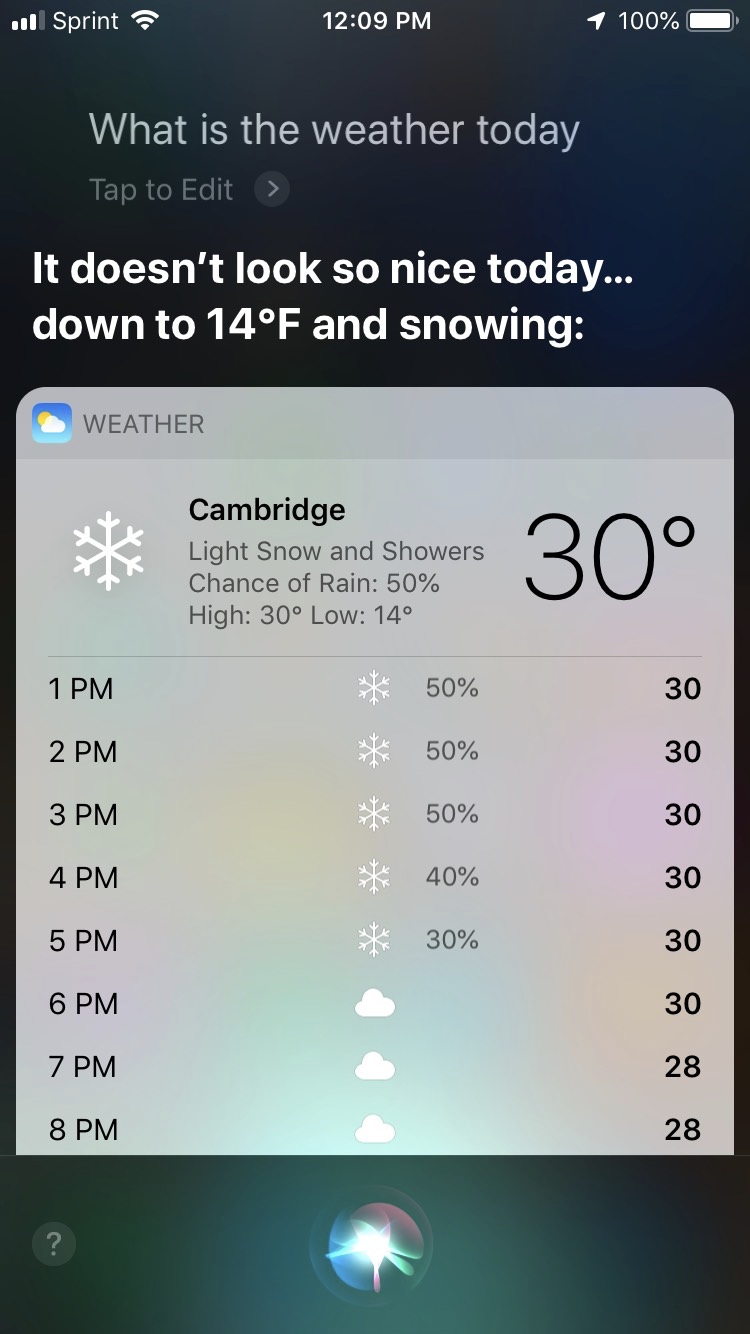 Sprint 12:09 PM 100%
What is the weather today
Tap to Edit
It doesn't look so nice today...
down to 14°F and snowing:
WEATHER
Cambridge
Light Snow and Showers
Chance of Rain: 50%
High: 30° Low: 14°
30°
1 PM 50% 30
2 PM 50% 30
3 PM 50% 30
4 PM 40% 30
5 PM 30% 30
6 PM 30
7 PM 28
8 PM 28
?